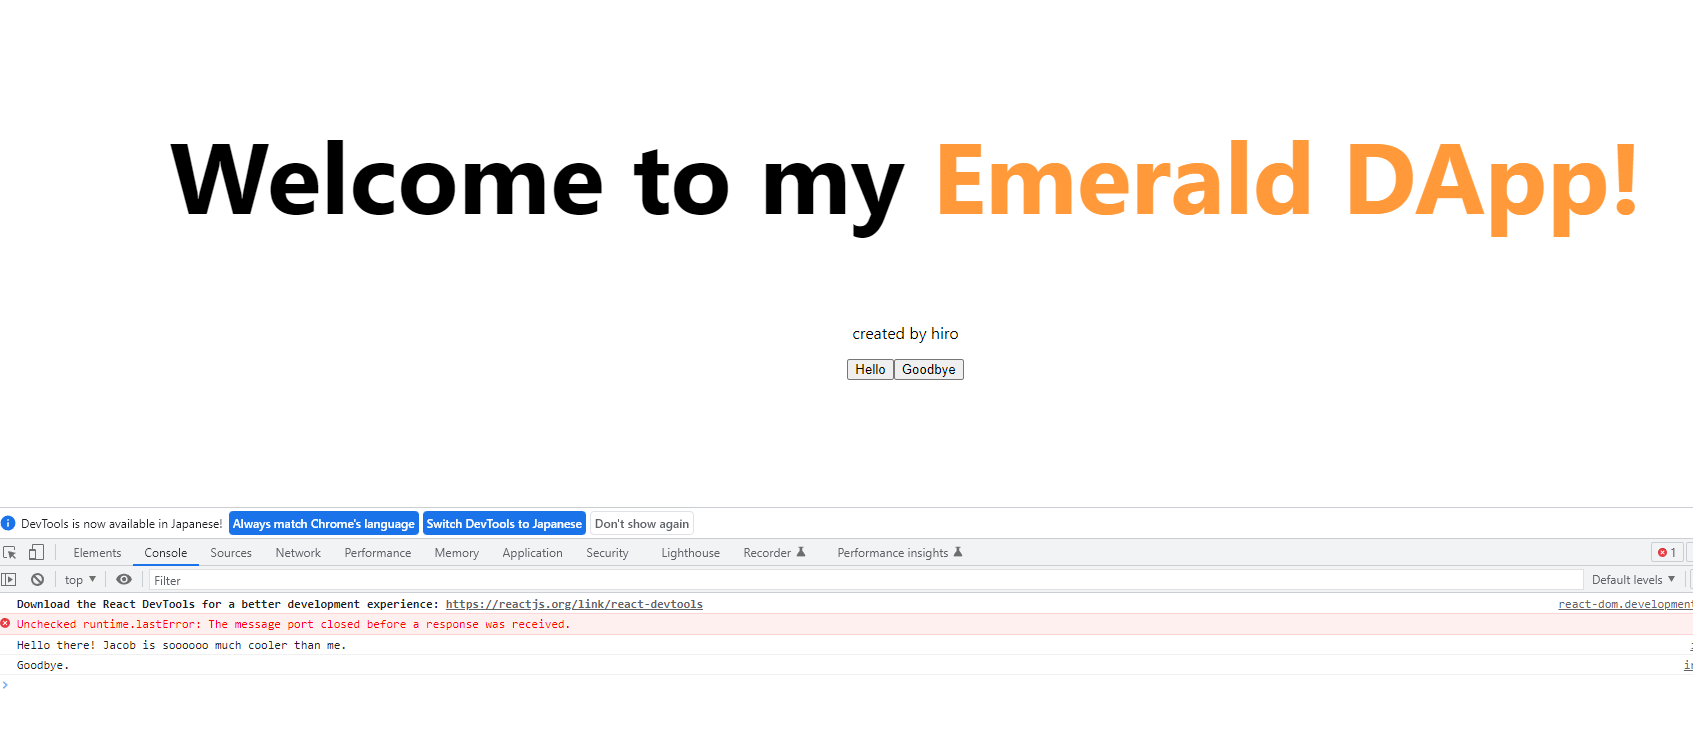 Welcome to my Emerald DApp!
created by hiro
Hello Goodbye
DevTools is now available in Japanese! Always match Chrome's language Switch DevTools to Japanese Don't show again
Elements Console Sources Network Performance Memory Application Security Lighthouse Recorder Performance insights 1
top Filter Default levels
Download the React DevTools for a better development experience: https://reactjs.org/link/react-devtools react-dom.development
Unchecked runtime.lastError: The message port closed before a response was received.
Hello there! Jacob is soooooo much cooler than me.
Goodbye.